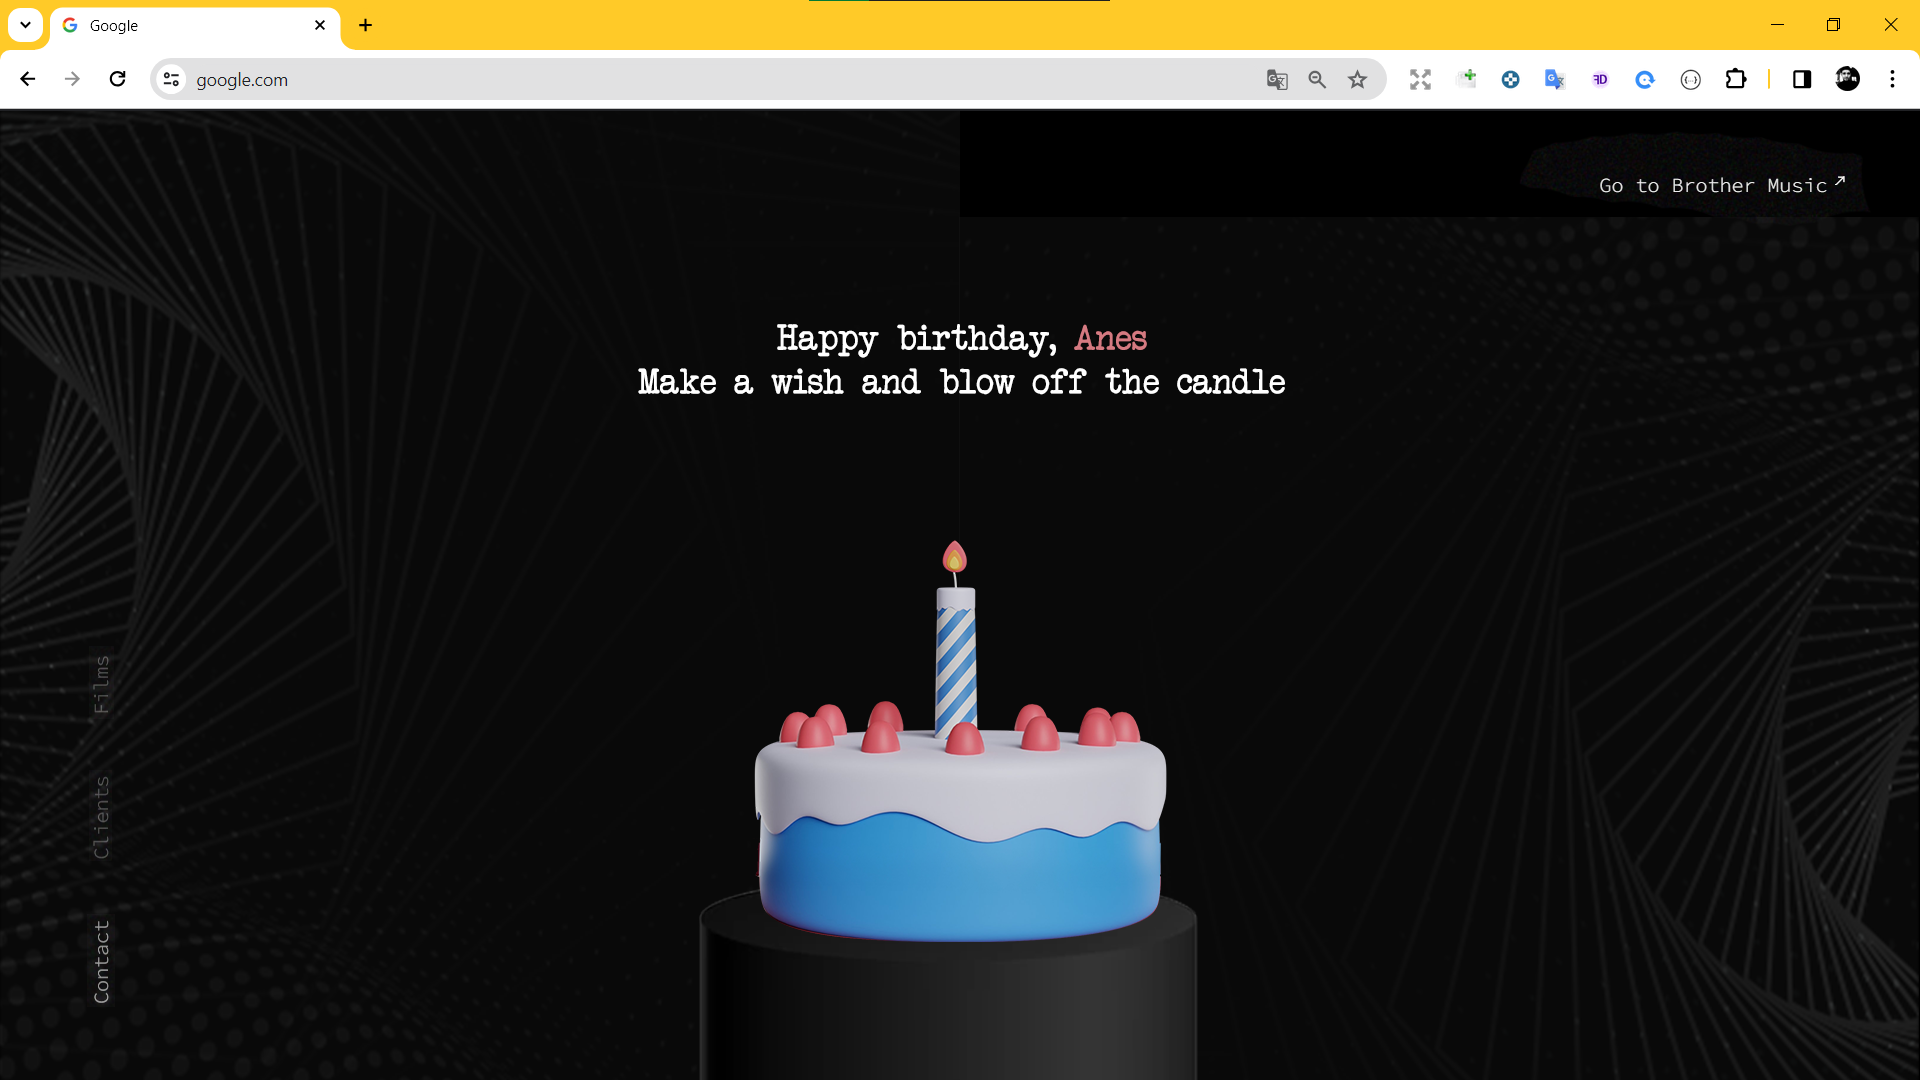 Google
google.com
Go to Brother Music
Happy birthday, Anes
Make a wish and blow off the candle
Films
Clients
Contact